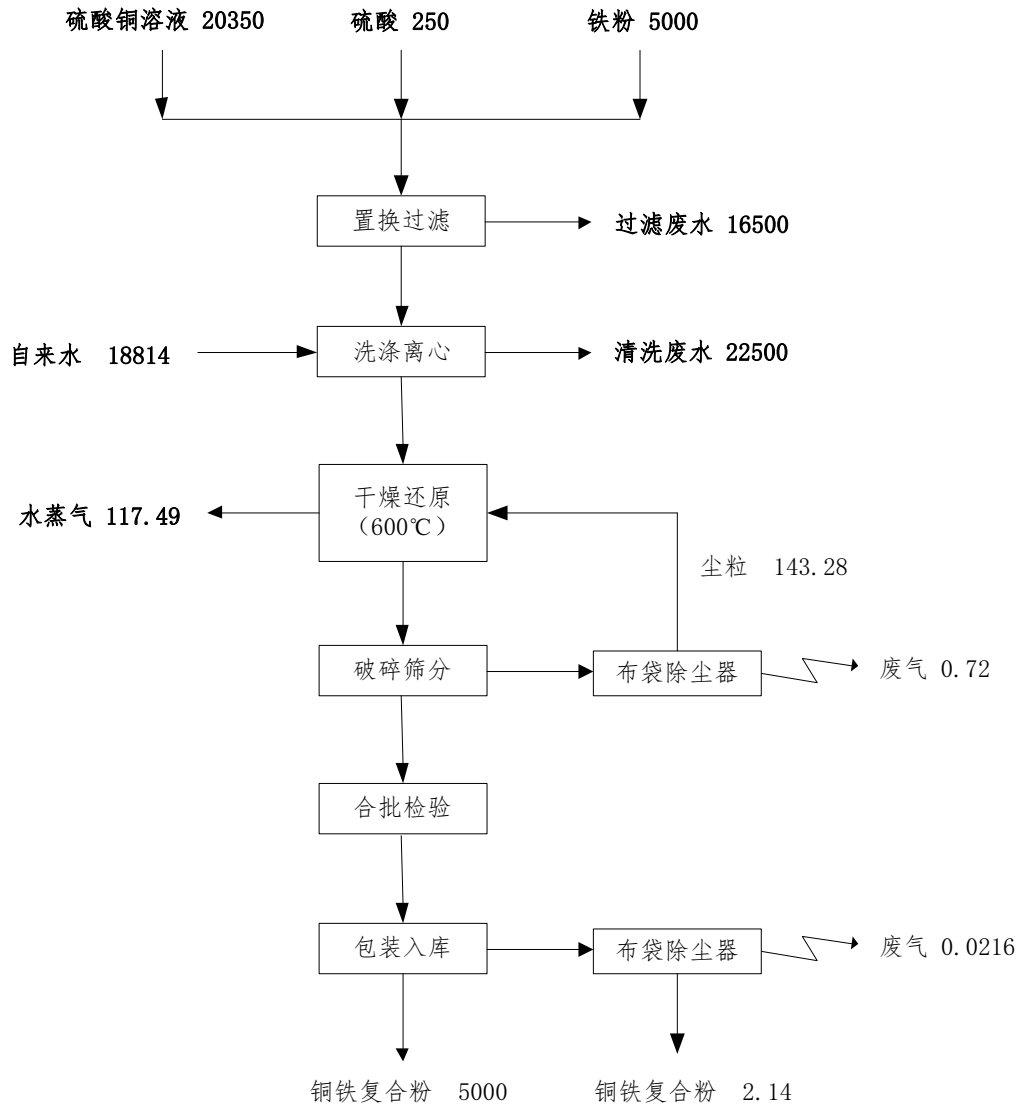 硫酸铜溶液 20350
硫酸 250
铁粉 5000
置换过滤
过滤废水 16500
自来水 18814
洗涤离心
清洗废水 22500
干燥还原
（600℃）
水蒸气 117.49
尘粒 143.28
破碎筛分
布袋除尘器
废气 0.72
合批检验
包装入库
布袋除尘器
废气 0.0216
铜铁复合粉 5000
铜铁复合粉 2.14